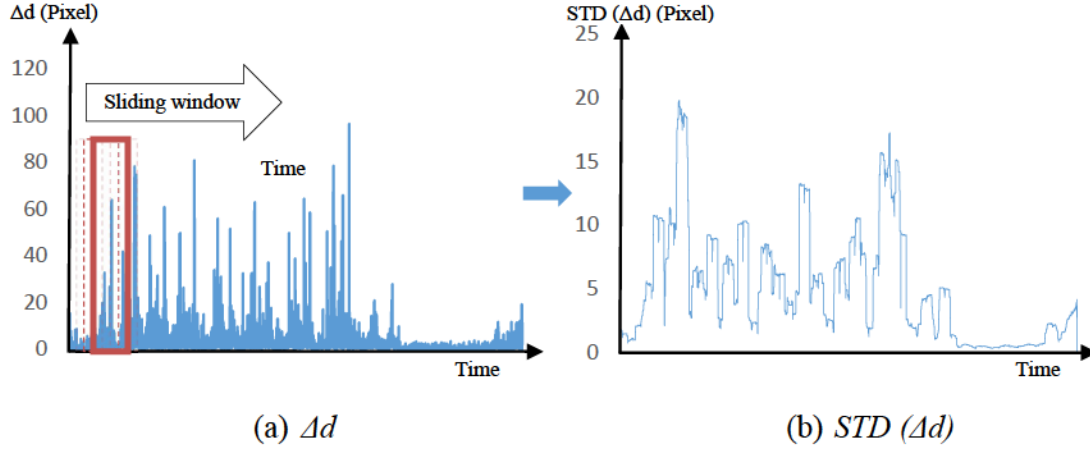 Δd (Pixel)
120
100
80
60
40
20
0
Sliding window
Time
Time
(a) Δd
STD (Δd) (Pixel)
25
20
15
10
5
0
Time
(b) STD (Δd)